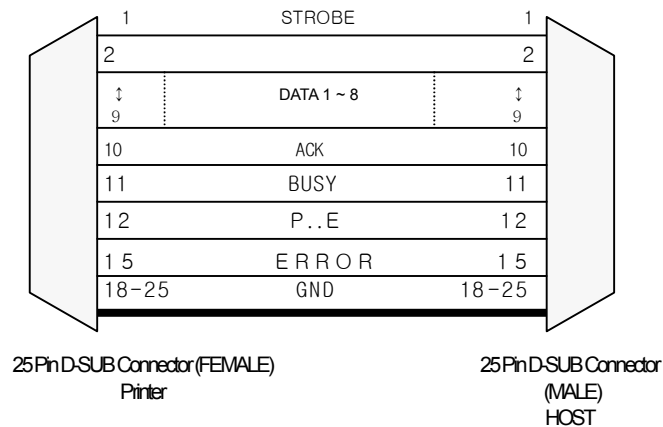 1 STROBE 1
2 2
↕ DATA 1 ~ 8 ↕
9 9
10 ACK 10
11 BUSY 11
12 P..E 12
15 ERROR 15
18-25 GND 18-25
25 Pin D-SUB Connector (FEMALE)
Printer
25 Pin D-SUB Connector
(MALE)
HOST